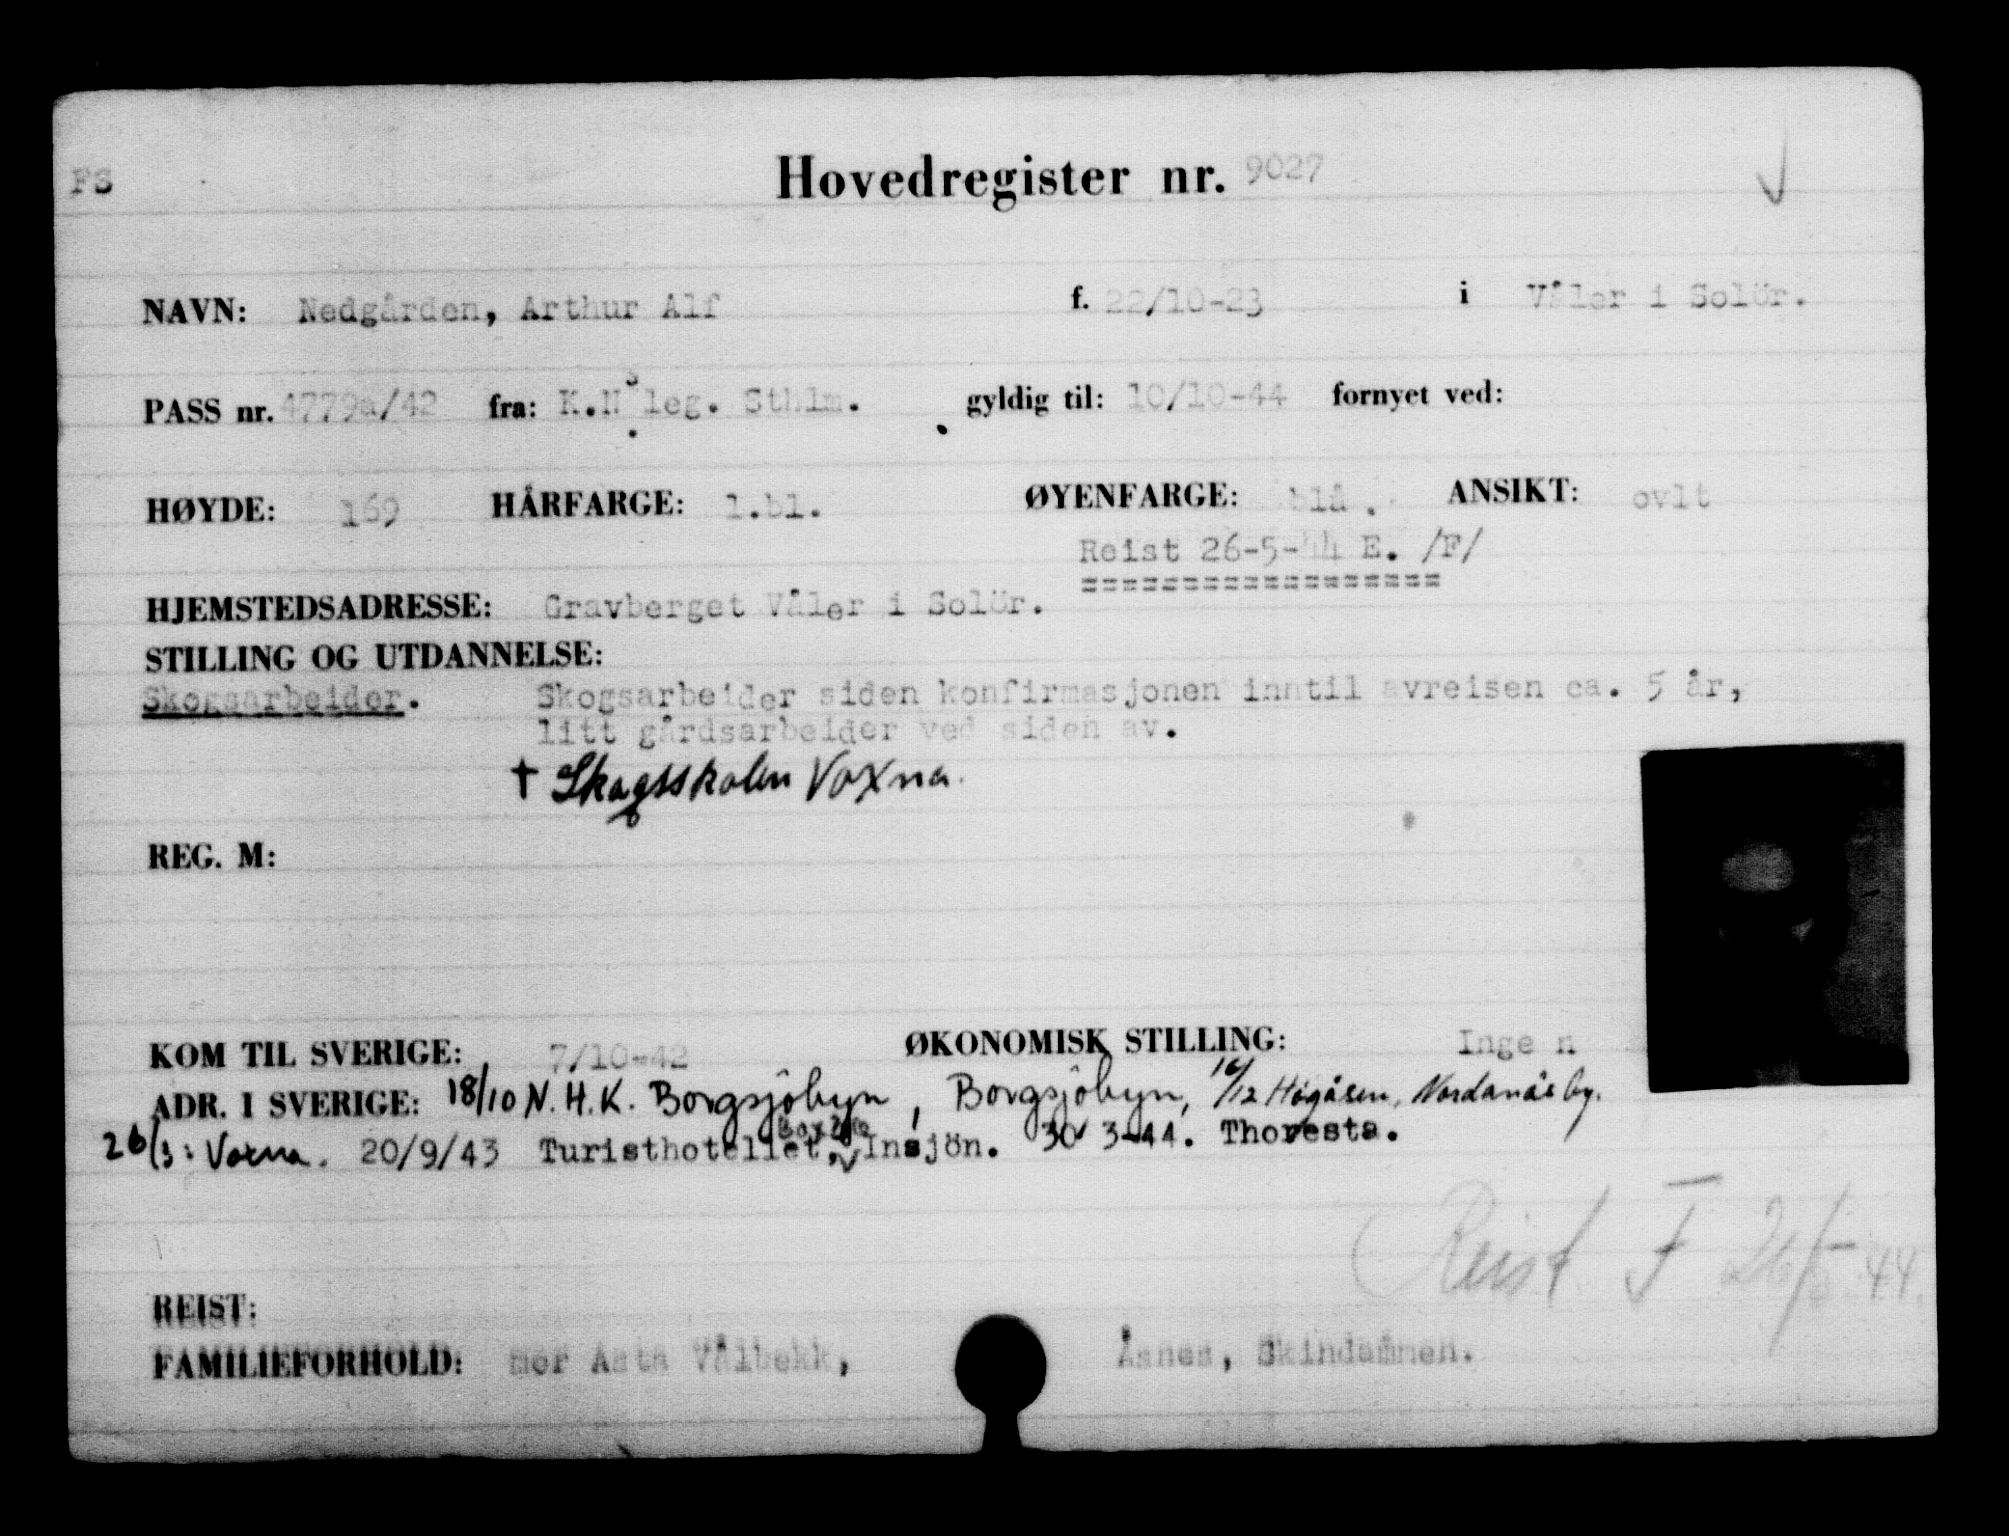 FS
Hovedregister nr. 9027
NAVN: Nedgården, Arthur Alf f. 22/10-23 i Våler i Solör.
PASS nr. 4779a/42 fra: K.N leg. Sthlm. gyldig til: 10/10-44 fornyet ved:
HØYDE: 169 HÅRFARGE: l.bl. ØYENFARGE: blå. ANSIKT: ovlt
Reist 26-5-44 E. /F/
==================
HJEMSTEDSADRESSE: Gravberget Våler i Solör.
STILLING OG UTDANNELSE:
Skogsarbeider. Skogsarbeider siden konfirmasjonen inntil avreisen ca. 5 år,
litt gårdsarbeider ved siden av.
† Skogsskolen Voxna.
REG. M:
KOM TIL SVERIGE: 7/10-42 ØKONOMISK STILLING: Inge n
ADR. I SVERIGE: 18/10 N.H.K. Borgsjöbyn, Borgsjöbyn, 16/12 Högåsen, Nordanås by.
26/3: Voxna. 20/9/43 Turisthotellet, Insjön. 30 3-44. Thoresta.
Reist F 26/5-44.
REIST:
FAMILIEFORHOLD: mor Asta Vålbekk, Åsnes, Skindammen.